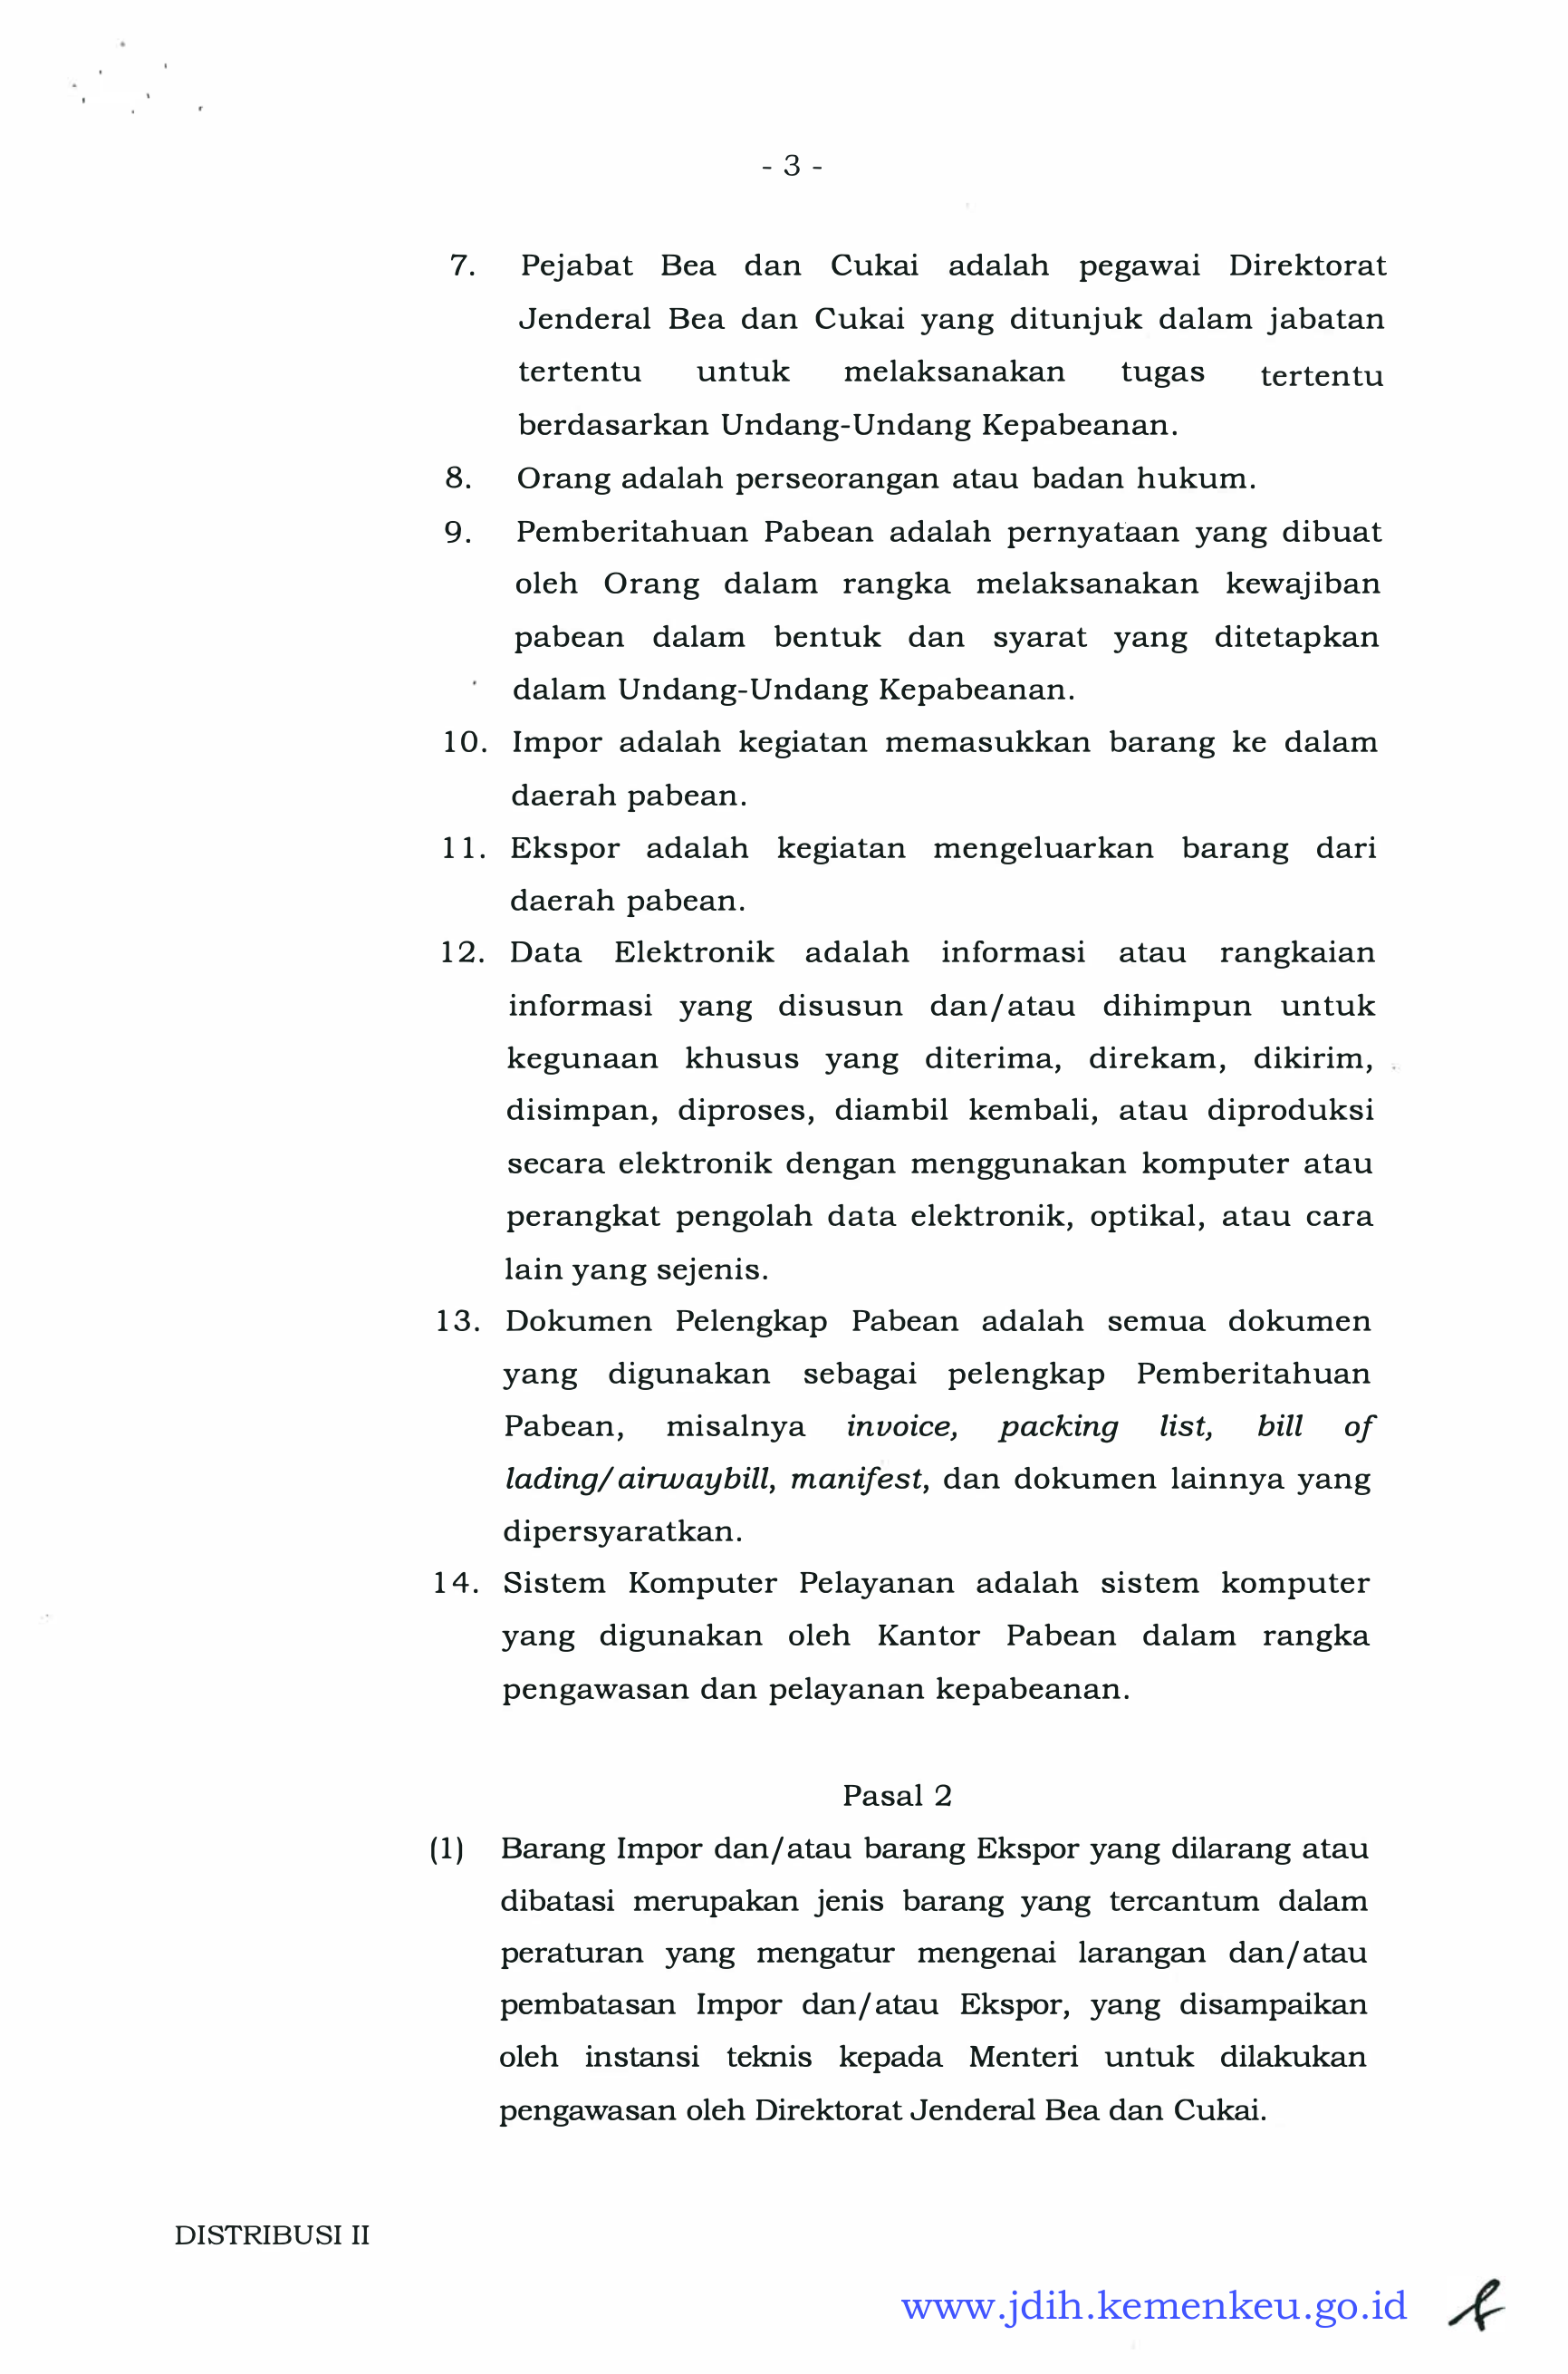 - 3 -
7. Pejabat Bea dan Cukai adalah pegawai Direktorat
Jenderal Bea dan Cukai yang ditunjuk dalam jabatan
tertentu untuk melaksanakan tugas tertentu
berdasarkan Undang-Undang Kepabeanan.
8. Orang adalah perseorangan atau badan hukum.
9. Pemberitahuan Pabean adalah pernyataan yang dibuat
oleh Orang dalam rangka melaksanakan kewajiban
pabean dalam bentuk dan syarat yang ditetapkan
dalam Undang-Undang Kepabeanan.
10. Impor adalah kegiatan memasukkan barang ke dalam
daerah pabean.
11. Ekspor adalah kegiatan mengeluarkan barang dari
daerah pabean.
12. Data Elektronik adalah informasi atau rangkaian
informasi yang disusun dan/atau dihimpun untuk
kegunaan khusus yang diterima, direkam, dikirim,
disimpan, diproses, diambil kembali, atau diproduksi
secara elektronik dengan menggunakan komputer atau
perangkat pengolah data elektronik, optikal, atau cara
lain yang sejenis.
13. Dokumen Pelengkap Pabean adalah semua dokumen
yang digunakan sebagai pelengkap Pemberitahuan
Pabean, misalnya invoice, packing list, bill of
lading/airwaybill, manifest, dan dokumen lainnya yang
dipersyaratkan.
14. Sistem Komputer Pelayanan adalah sistem komputer
yang digunakan oleh Kantor Pabean dalam rangka
pengawasan dan pelayanan kepabeanan.
Pasal 2
(1) Barang Impor dan/atau barang Ekspor yang dilarang atau
dibatasi merupakan jenis barang yang tercantum dalam
peraturan yang mengatur mengenai larangan dan/atau
pembatasan Impor dan/atau Ekspor, yang disampaikan
oleh instansi teknis kepada Menteri untuk dilakukan
pengawasan oleh Direktorat Jenderal Bea dan Cukai.
DISTRIBUSI II
www.jdih.kemenkeu.go.id